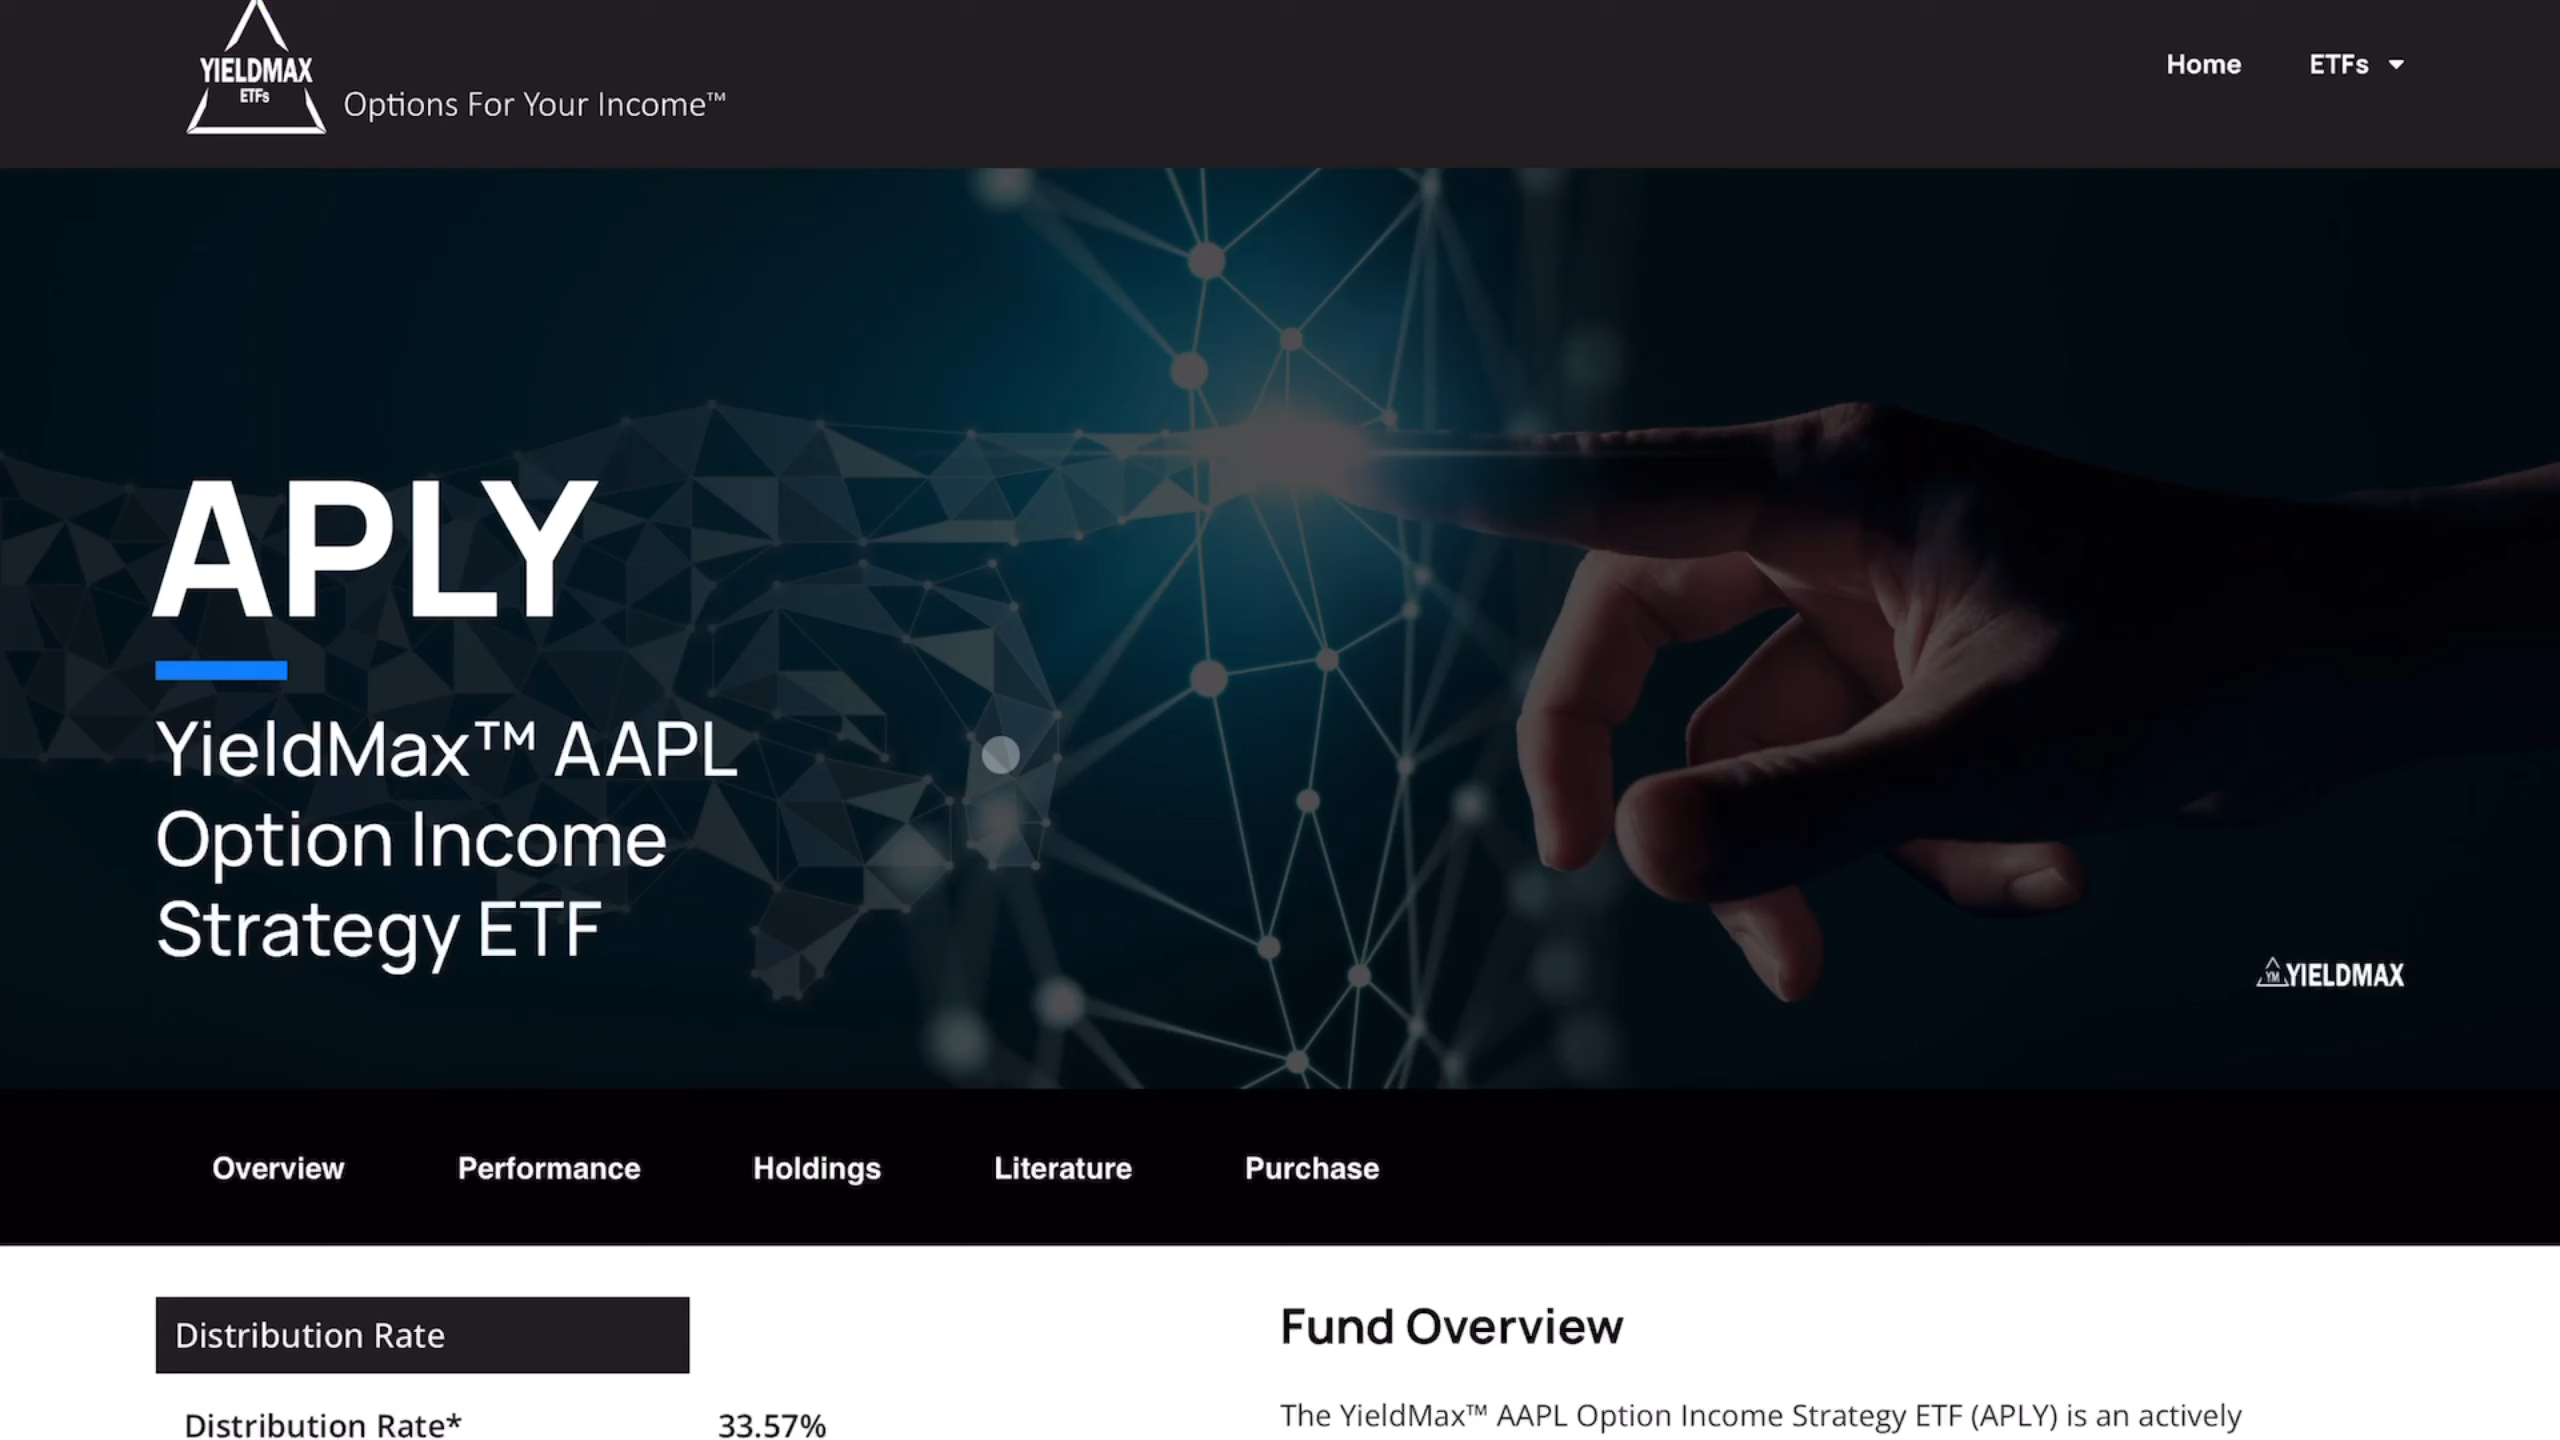 YIELDMAX
ETFs
Options For Your Income™
Home
ETFs
APLY
YieldMax™ AAPL
Option Income
Strategy ETF
YM YIELDMAX
Overview
Performance
Holdings
Literature
Purchase
Distribution Rate
Distribution Rate*
33.57%
Fund Overview
The YieldMax™ AAPL Option Income Strategy ETF (APLY) is an actively